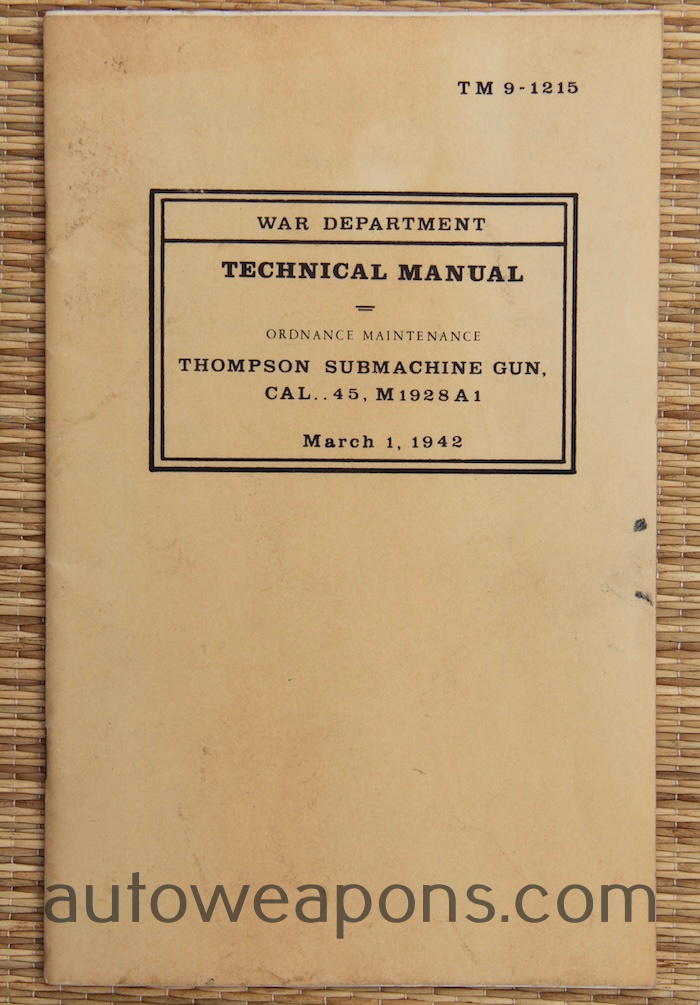 TM 9-1215
WAR DEPARTMENT
TECHNICAL MANUAL
ORDNANCE MAINTENANCE
THOMPSON SUBMACHINE GUN,
CAL..45, M1928A1
March 1, 1942
autoweapons.com